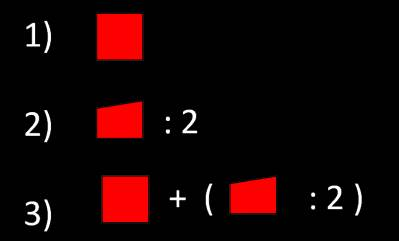 1)
2) : 2
3) + ( : 2 )